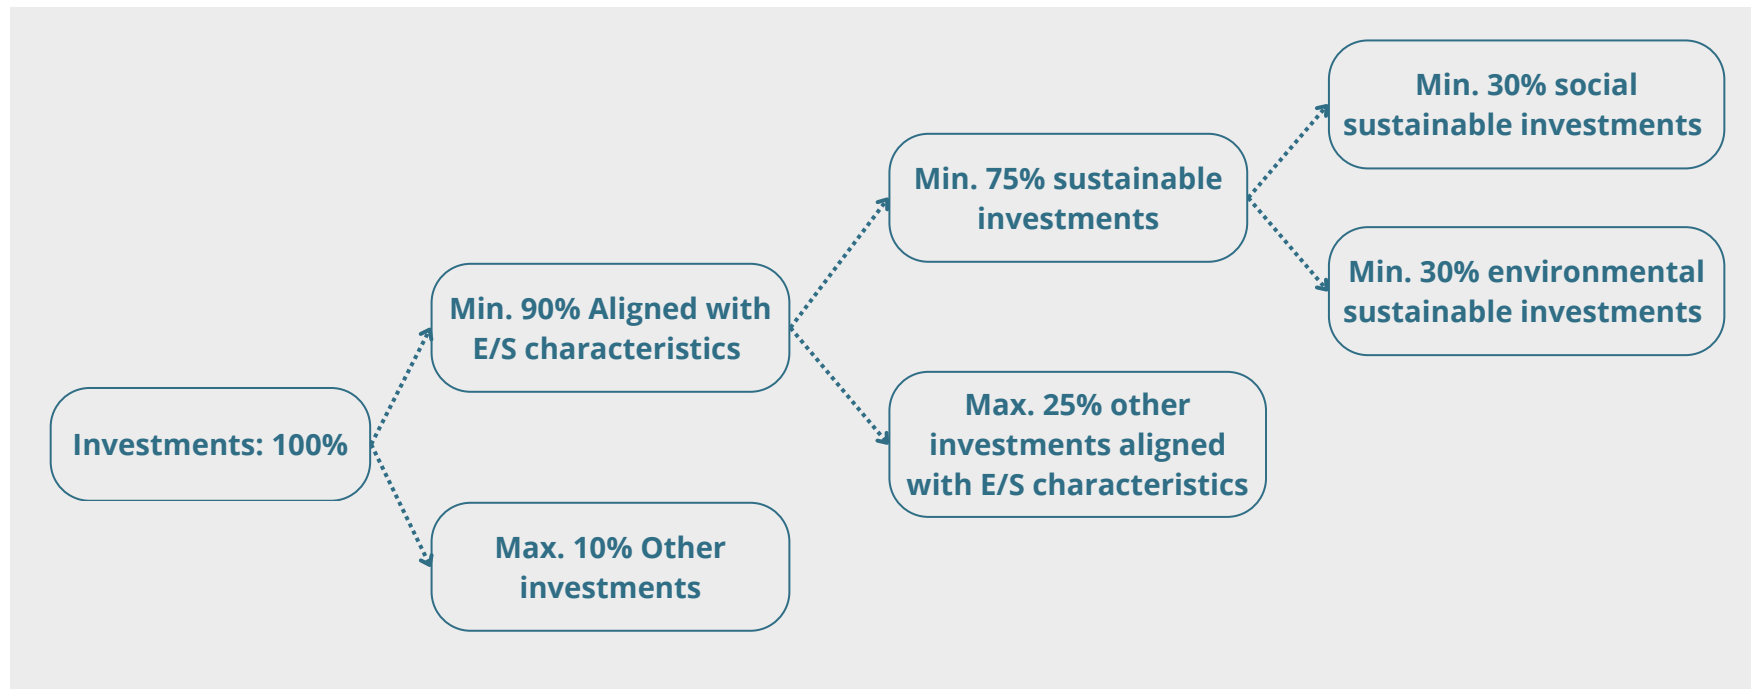 Investments: 100%
Min. 90% Aligned with
E/S characteristics
Max. 10% Other
investments
Min. 75% sustainable
investments
Max. 25% other
investments aligned
with E/S characteristics
Min. 30% social
sustainable investments
Min. 30% environmental
sustainable investments